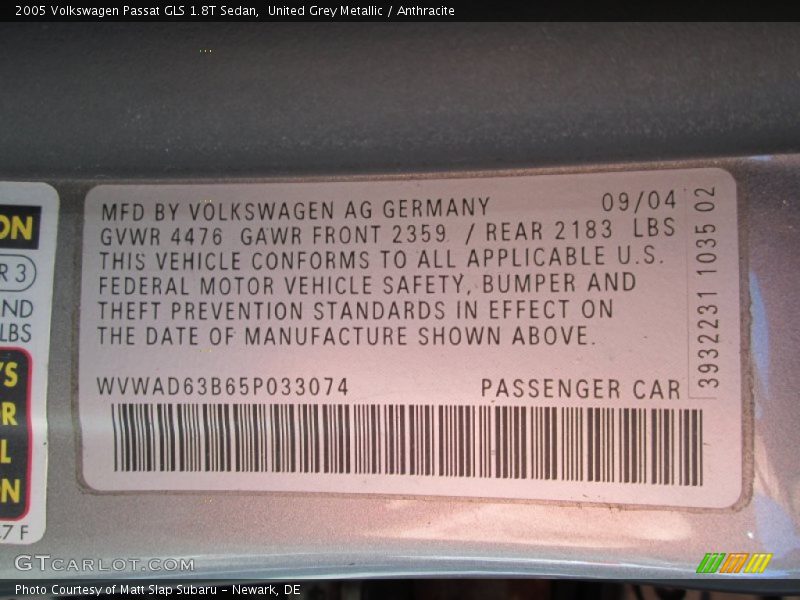 2005 Volkswagen Passat GLS 1.8T Sedan, United Grey Metallic / Anthracite
MFD BY VOLKSWAGEN AG GERMANY 09/04
GVWR 4476 GAWR FRONT 2359 / REAR 2183 LBS
THIS VEHICLE CONFORMS TO ALL APPLICABLE U.S.
FEDERAL MOTOR VEHICLE SAFETY, BUMPER AND
THEFT PREVENTION STANDARDS IN EFFECT ON
THE DATE OF MANUFACTURE SHOWN ABOVE.
WVWAD63B65P033074 PASSENGER CAR
3932231 1035 02
ON
R 3
ND
LBS
YS
R
L
N
7 F
GTCARLOT.COM
Photo Courtesy of Matt Slap Subaru - Newark, DE